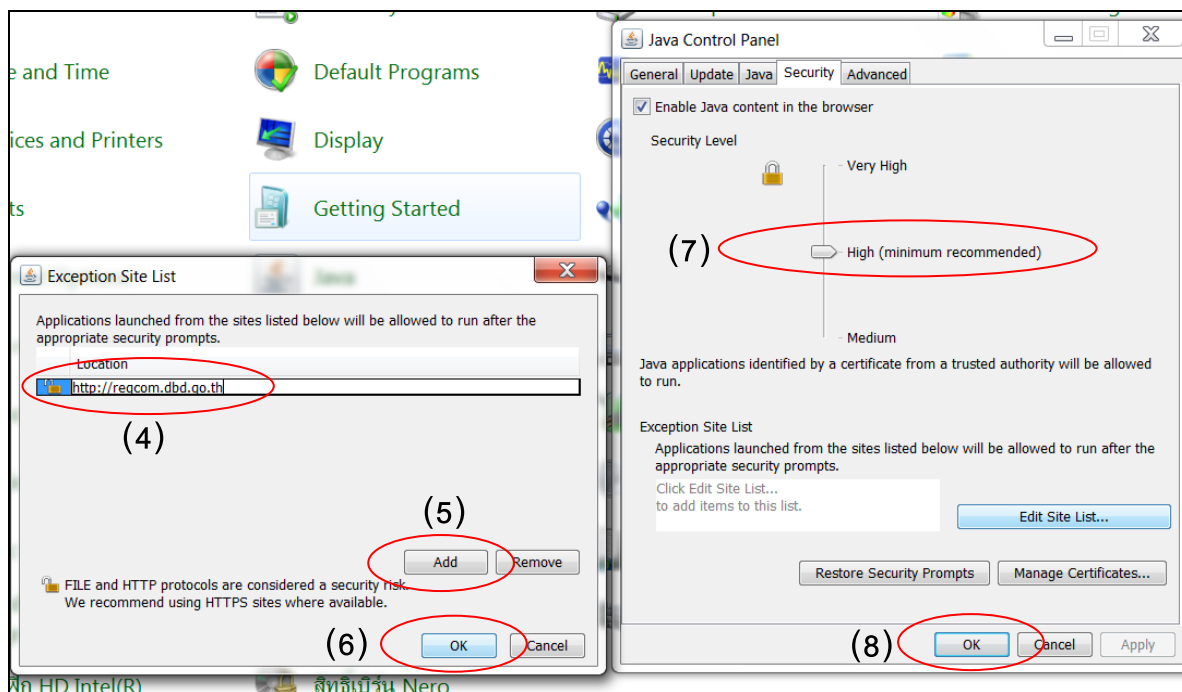 e and Time
Default Programs
ices and Printers
Display
ts
Getting Started
Java
Exception Site List
Applications launched from the sites listed below will be allowed to run after the
appropriate security prompts.
Location
http://regcom.dbd.go.th
(4)
(5)
Add
Remove
FILE and HTTP protocols are considered a security risk.
We recommend using HTTPS sites where available.
(6)
OK
Cancel
HD Intel(R)
สิทธิเบิร์น Nero
Java Control Panel
General
Update
Java
Security
Advanced
Enable Java content in the browser
Security Level
Very High
(7)
High (minimum recommended)
Medium
Java applications identified by a certificate from a trusted authority will be allowed
to run.
Exception Site List
Applications launched from the sites listed below will be allowed to run after the
appropriate security prompts.
Click Edit Site List...
to add items to this list.
Edit Site List...
Restore Security Prompts
Manage Certificates...
(8)
OK
Cancel
Apply